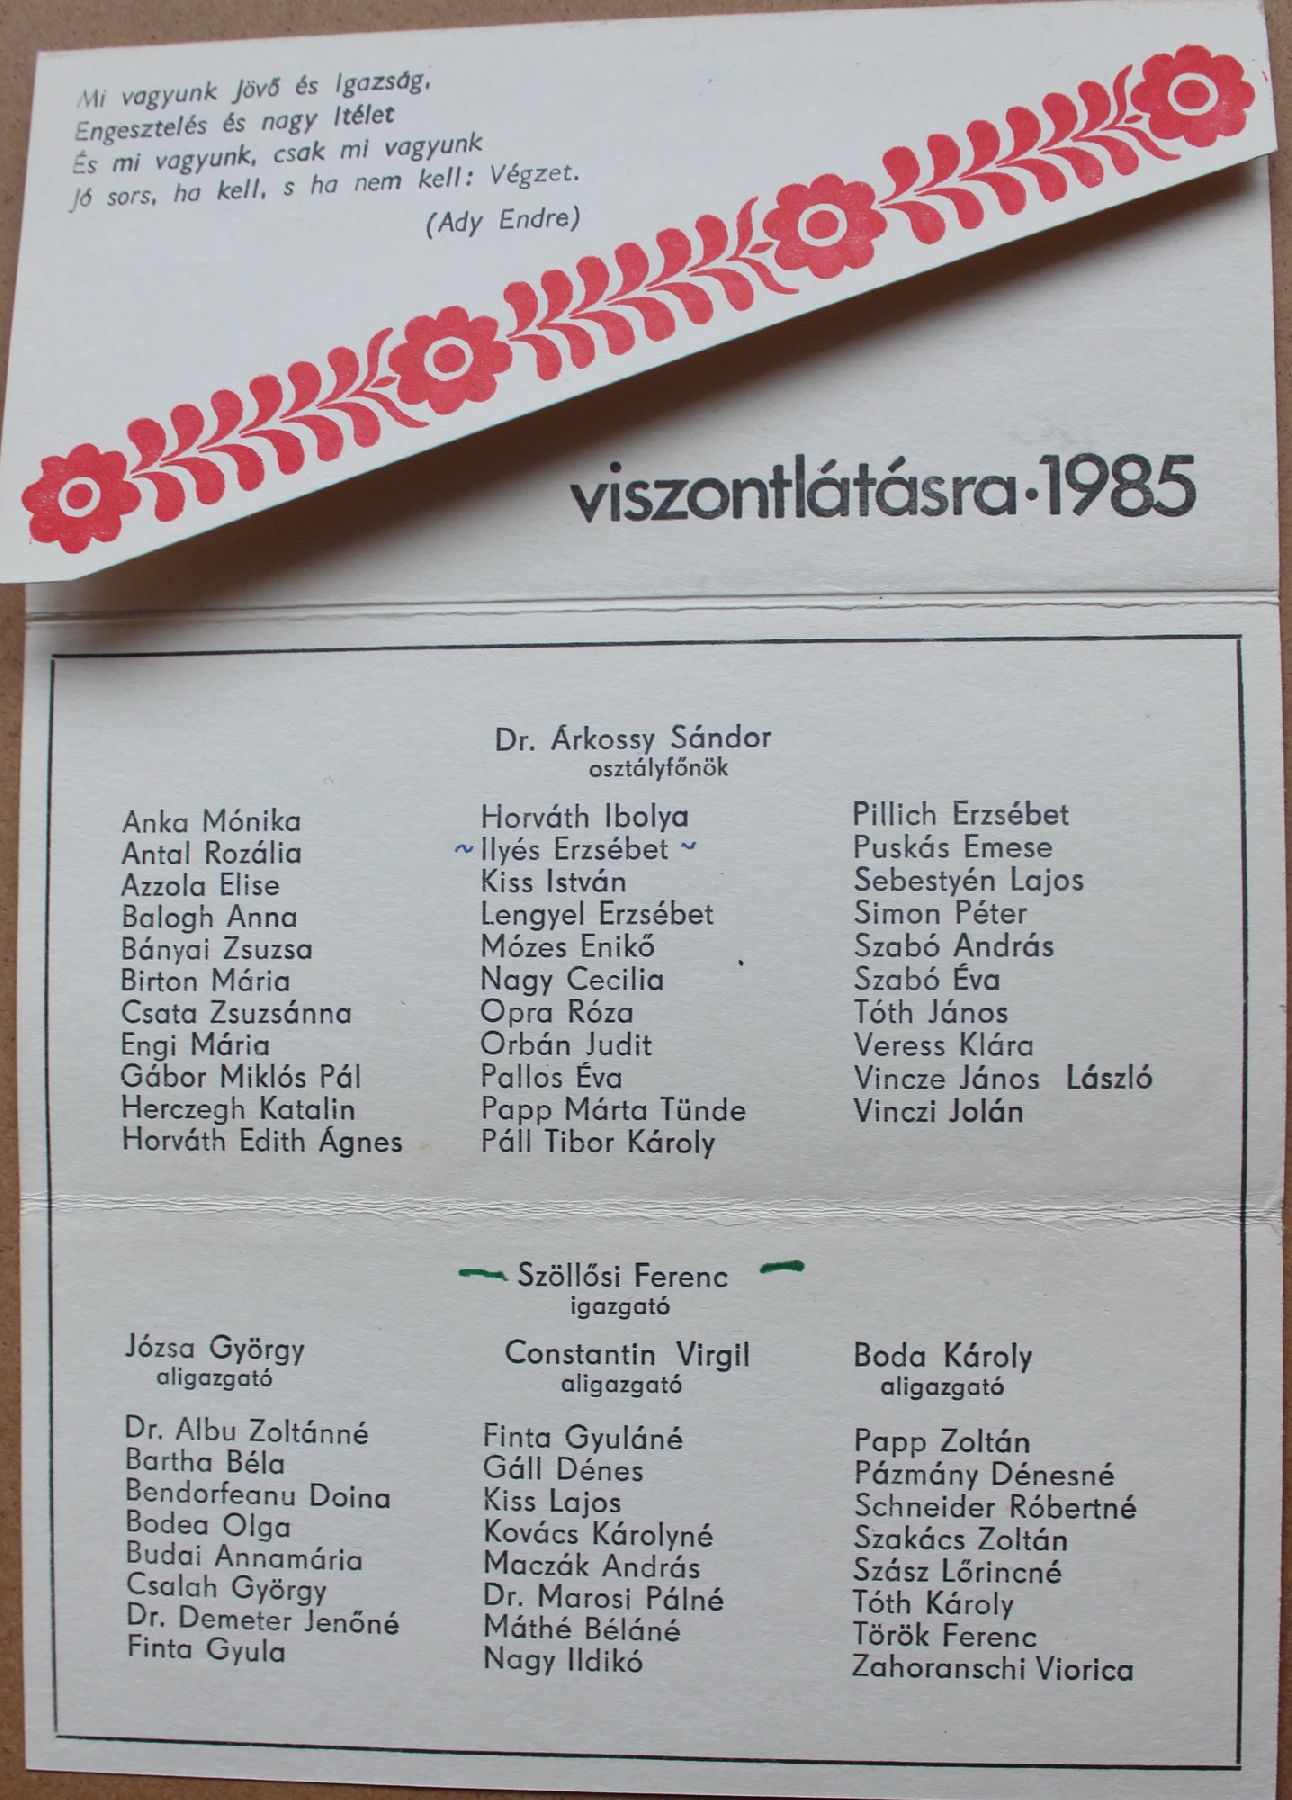 Mi vagyunk Jövő és Igazság,
Engesztelés és nagy Itélet
És mi vagyunk, csak mi vagyunk
Jó sors, ha kell, s ha nem kell: Végzet.
(Ady Endre)
viszontlátásra·1985
Dr. Árkossy Sándor
osztályfőnök
Anka Mónika
Antal Rozália
Azzola Elise
Balogh Anna
Bányai Zsuzsa
Birton Mária
Csata Zsuzsánna
Engi Mária
Gábor Miklós Pál
Herczegh Katalin
Horváth Edith Ágnes
Horváth Ibolya
~ Ilyés Erzsébet ~
Kiss István
Lengyel Erzsébet
Mózes Enikő
Nagy Cecilia
Opra Róza
Orbán Judit
Pallos Éva
Papp Márta Tünde
Páll Tibor Károly
Pillich Erzsébet
Puskás Emese
Sebestyén Lajos
Simon Péter
Szabó András
Szabó Éva
Tóth János
Veress Klára
Vincze János László
Vinczi Jolán
Szöllősi Ferenc
igazgató
Józsa György
aligazgató
Constantin Virgil
aligazgató
Boda Károly
aligazgató
Dr. Albu Zoltánné
Bartha Béla
Bendorfeanu Doina
Bodea Olga
Budai Annamária
Csalah György
Dr. Demeter Jenőné
Finta Gyula
Finta Gyuláné
Gáll Dénes
Kiss Lajos
Kovács Károlyné
Maczák András
Dr. Marosi Pálné
Máthé Béláné
Nagy Ildikó
Papp Zoltán
Pázmány Dénesné
Schneider Róbertné
Szakács Zoltán
Szász Lőrincné
Tóth Károly
Török Ferenc
Zahoranschi Viorica